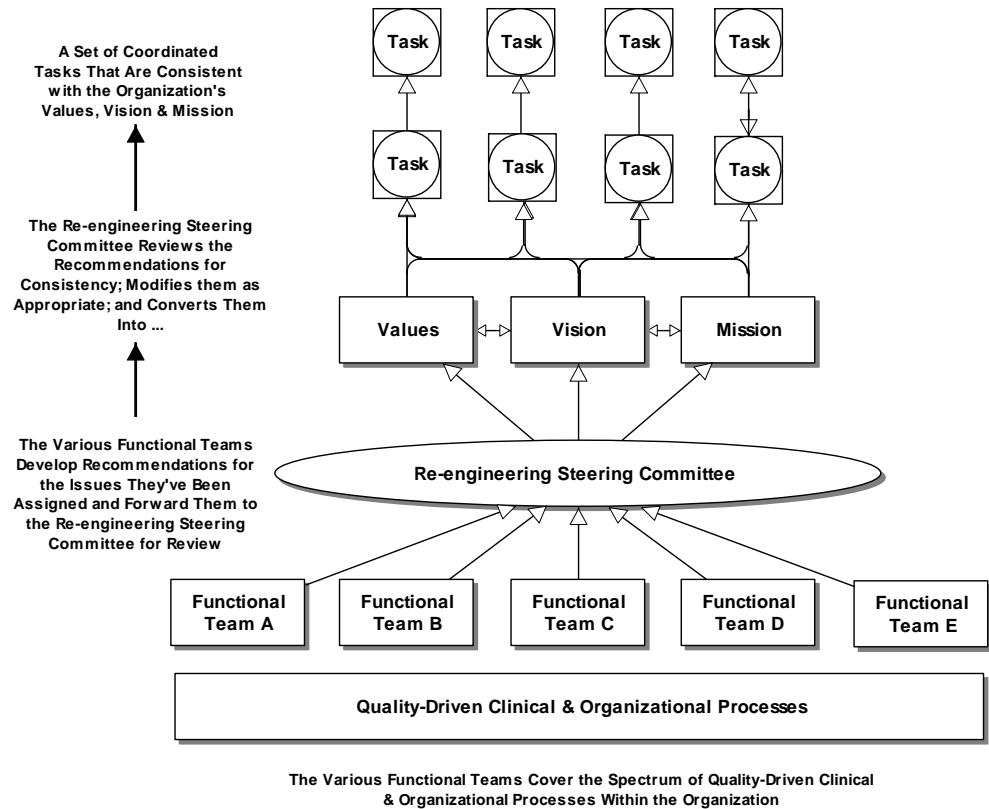 Task Task Task Task
A Set of Coordinated
Tasks That Are Consistent
with the Organization's
Values, Vision & Mission
Task Task Task Task
The Re-engineering Steering
Committee Reviews the
Recommendations for
Consistency; Modifies them as
Appropriate; and Converts Them
Into ...
Values Vision Mission
The Various Functional Teams
Develop Recommendations for
the Issues They've Been
Assigned and Forward Them to
the Re-engineering Steering
Committee for Review
Re-engineering Steering Committee
Functional
Team A
Functional
Team B
Functional
Team C
Functional
Team D
Functional
Team E
Quality-Driven Clinical & Organizational Processes
The Various Functional Teams Cover the Spectrum of Quality-Driven Clinical
& Organizational Processes Within the Organization